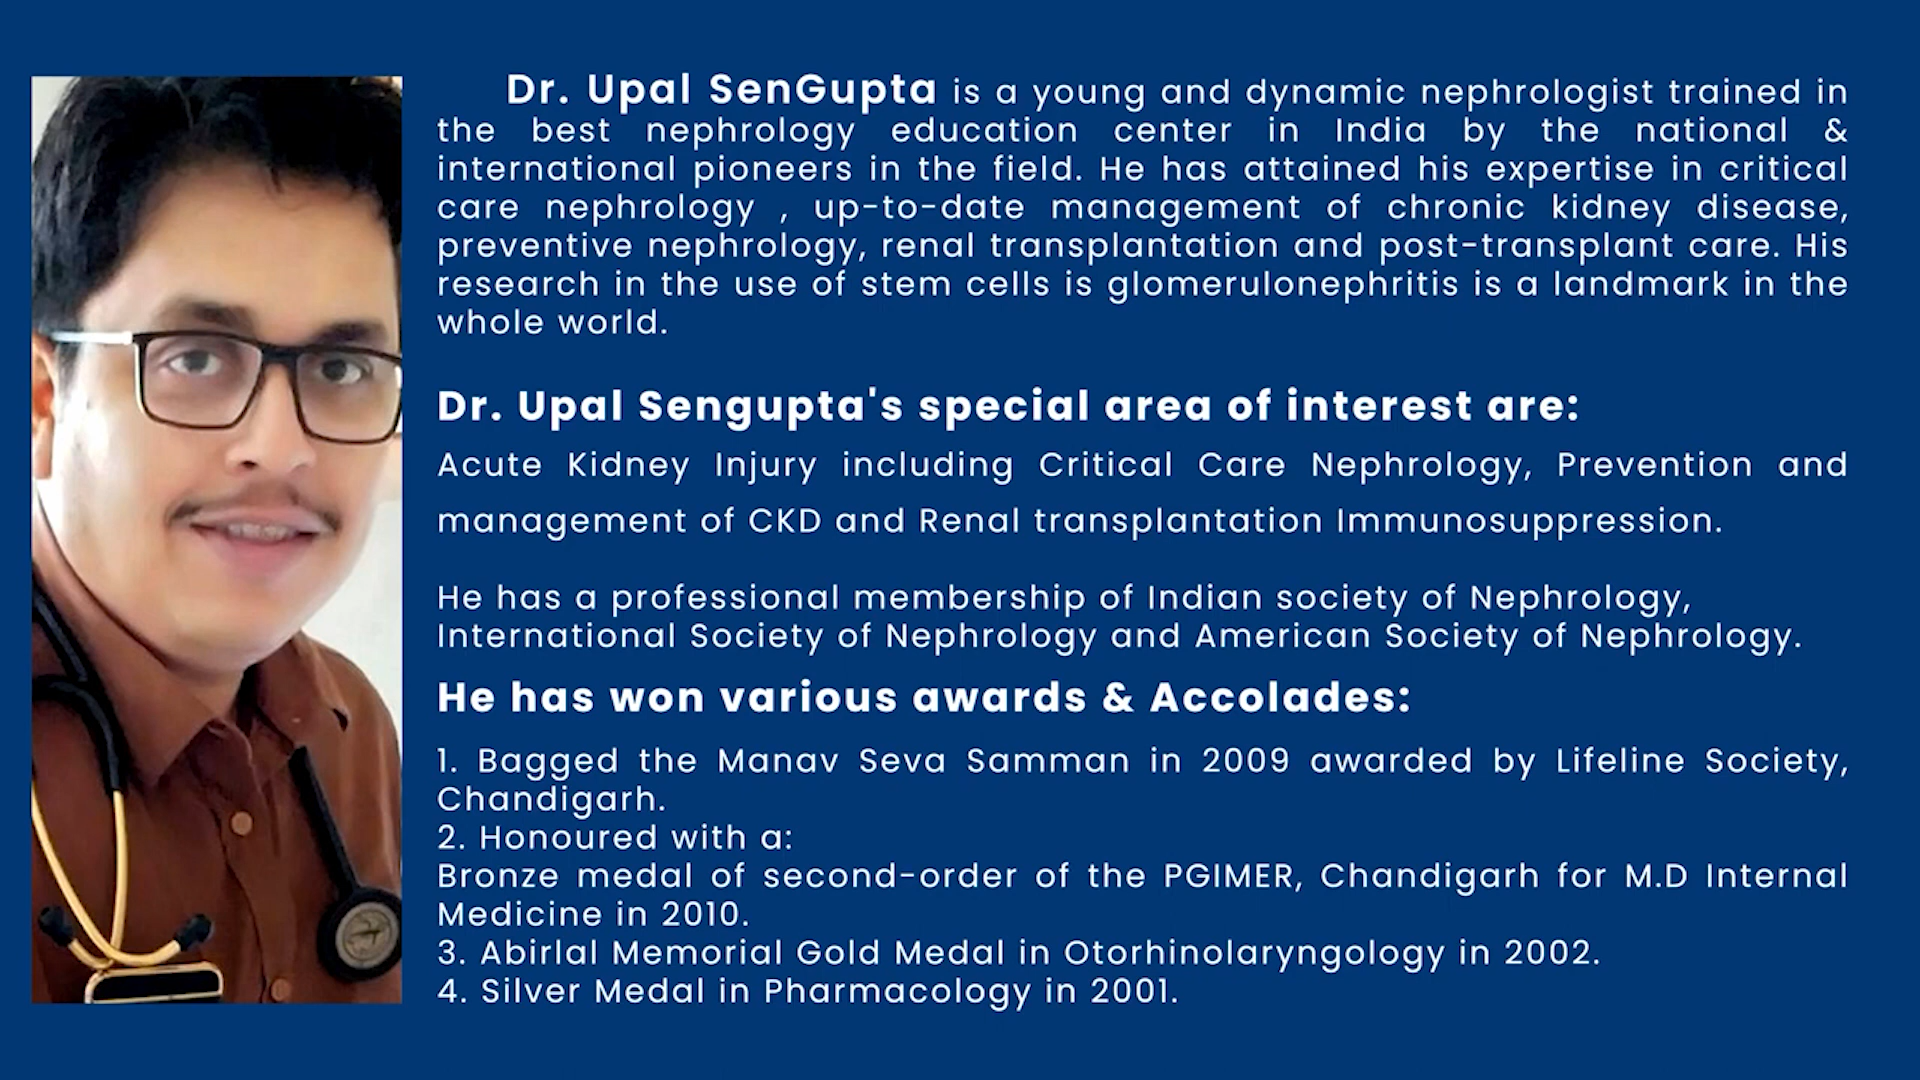 Dr. Upal SenGupta is a young and dynamic nephrologist trained in
the best nephrology education center in India by the national &
international pioneers in the field. He has attained his expertise in critical
care nephrology , up-to-date management of chronic kidney disease,
preventive nephrology, renal transplantation and post-transplant care. His
research in the use of stem cells is glomerulonephritis is a landmark in the
whole world.
Dr. Upal Sengupta's special area of interest are:
Acute Kidney Injury including Critical Care Nephrology, Prevention and
management of CKD and Renal transplantation Immunosuppression.
He has a professional membership of Indian society of Nephrology,
International Society of Nephrology and American Society of Nephrology.
He has won various awards & Accolades:
1. Bagged the Manav Seva Samman in 2009 awarded by Lifeline Society,
Chandigarh.
2. Honoured with a:
Bronze medal of second-order of the PGIMER, Chandigarh for M.D Internal
Medicine in 2010.
3. Abirlal Memorial Gold Medal in Otorhinolaryngology in 2002.
4. Silver Medal in Pharmacology in 2001.